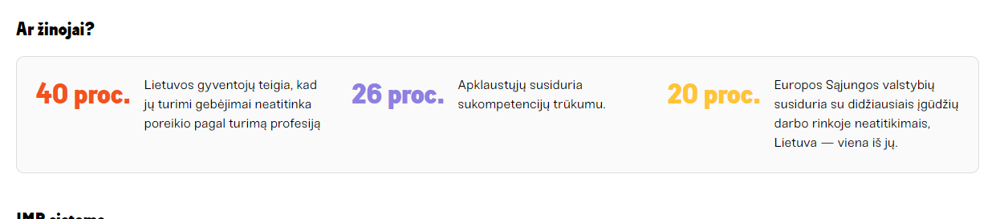 Ar žinojai?
40 proc.
Lietuvos gyventojų teigia, kad
jų turimi gebėjimai neatitinka
poreikio pagal turimą profesiją
26 proc.
Apklaustųjų susiduria
sukompetencijų trūkumu.
20 proc.
Europos Sąjungos valstybių
susiduria su didžiausiais įgūdžių
darbo rinkoje neatitikimais,
Lietuva — viena iš jų.